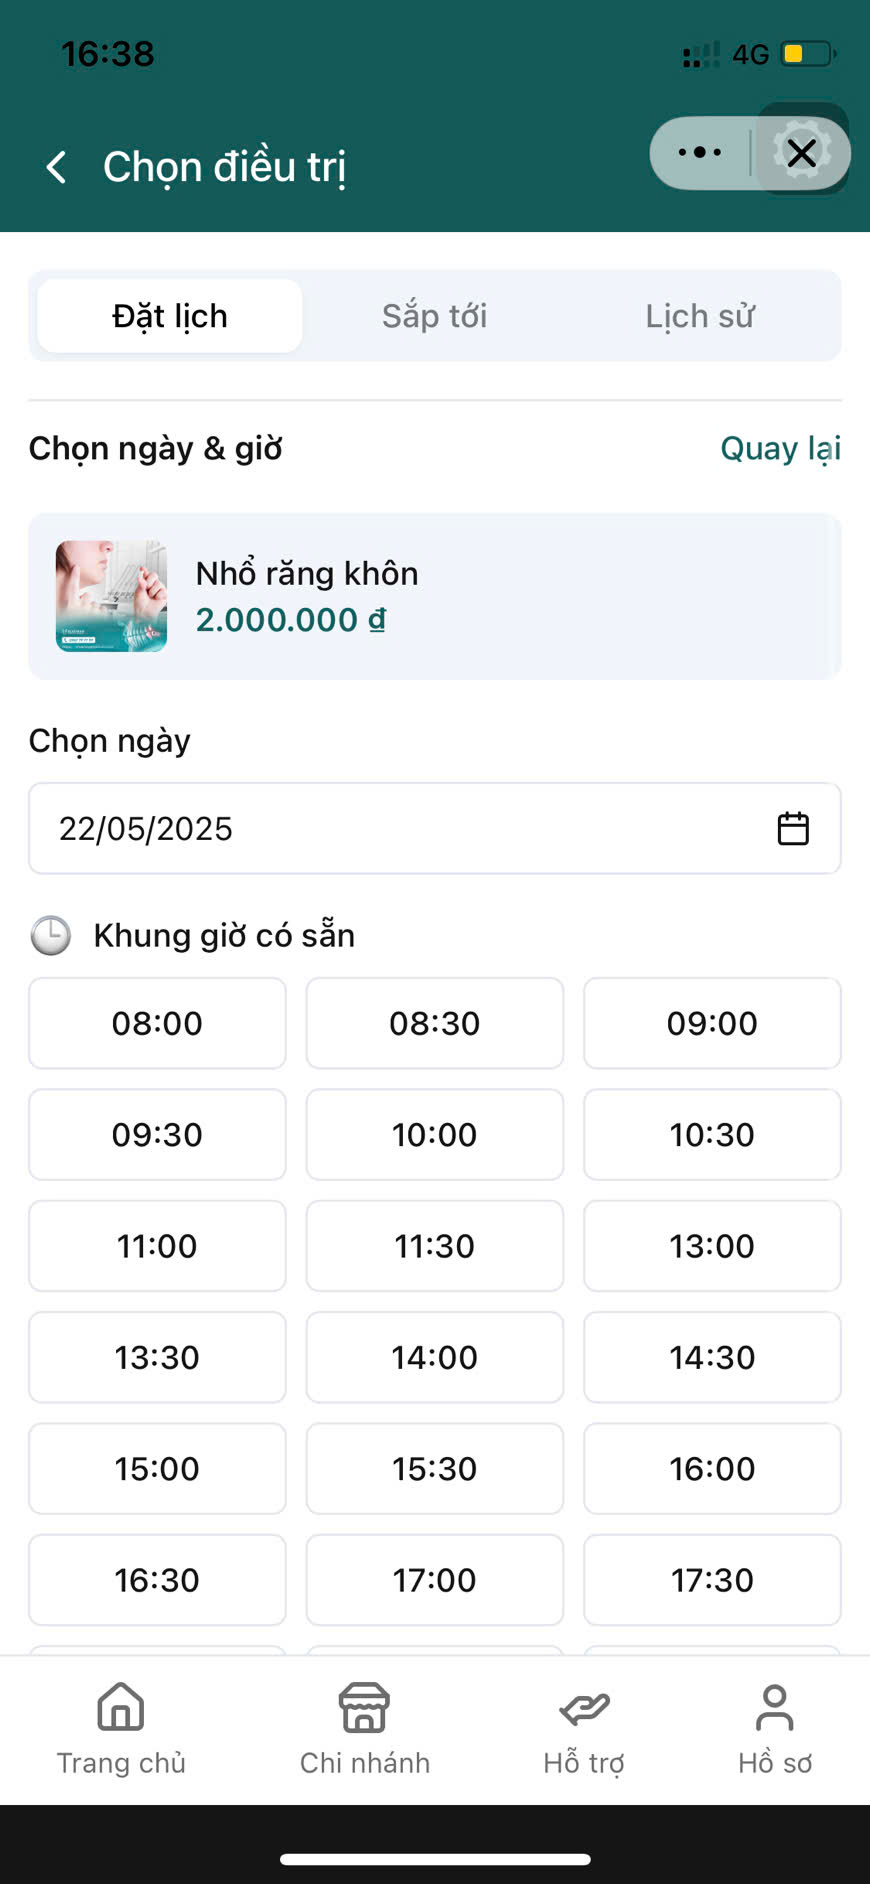 16:38
4G
Chọn điều trị
Đặt lịch
Sắp tới
Lịch sử
Chọn ngày & giờ
Quay lại
Nhổ răng khôn
2.000.000 ₫
Chọn ngày
22/05/2025
Khung giờ có sẵn
08:00
08:30
09:00
09:30
10:00
10:30
11:00
11:30
13:00
13:30
14:00
14:30
15:00
15:30
16:00
16:30
17:00
17:30
Trang chủ
Chi nhánh
Hỗ trợ
Hồ sơ